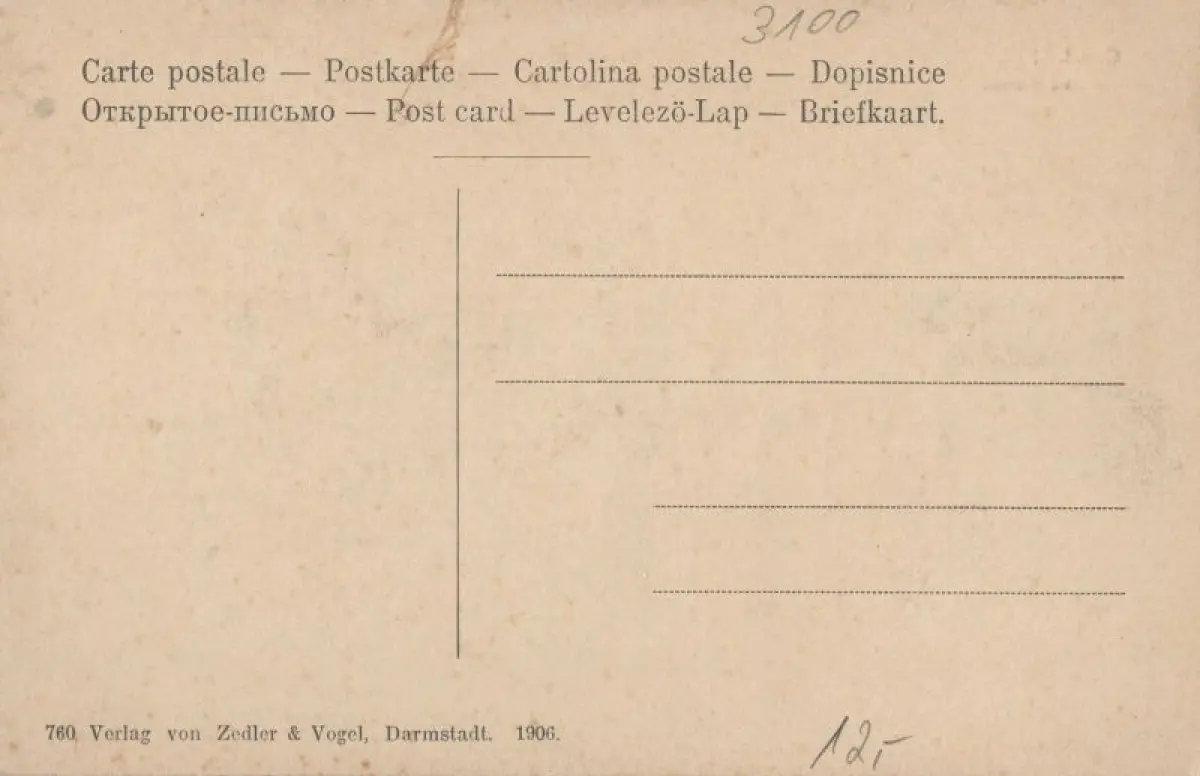 3100
Carte postale — Postkarte — Cartolina postale — Dopisnice
Открытое-письмо — Post card — Levelezö-Lap — Briefkaart.
760 Verlag von Zedler & Vogel, Darmstadt. 1906.
12,-